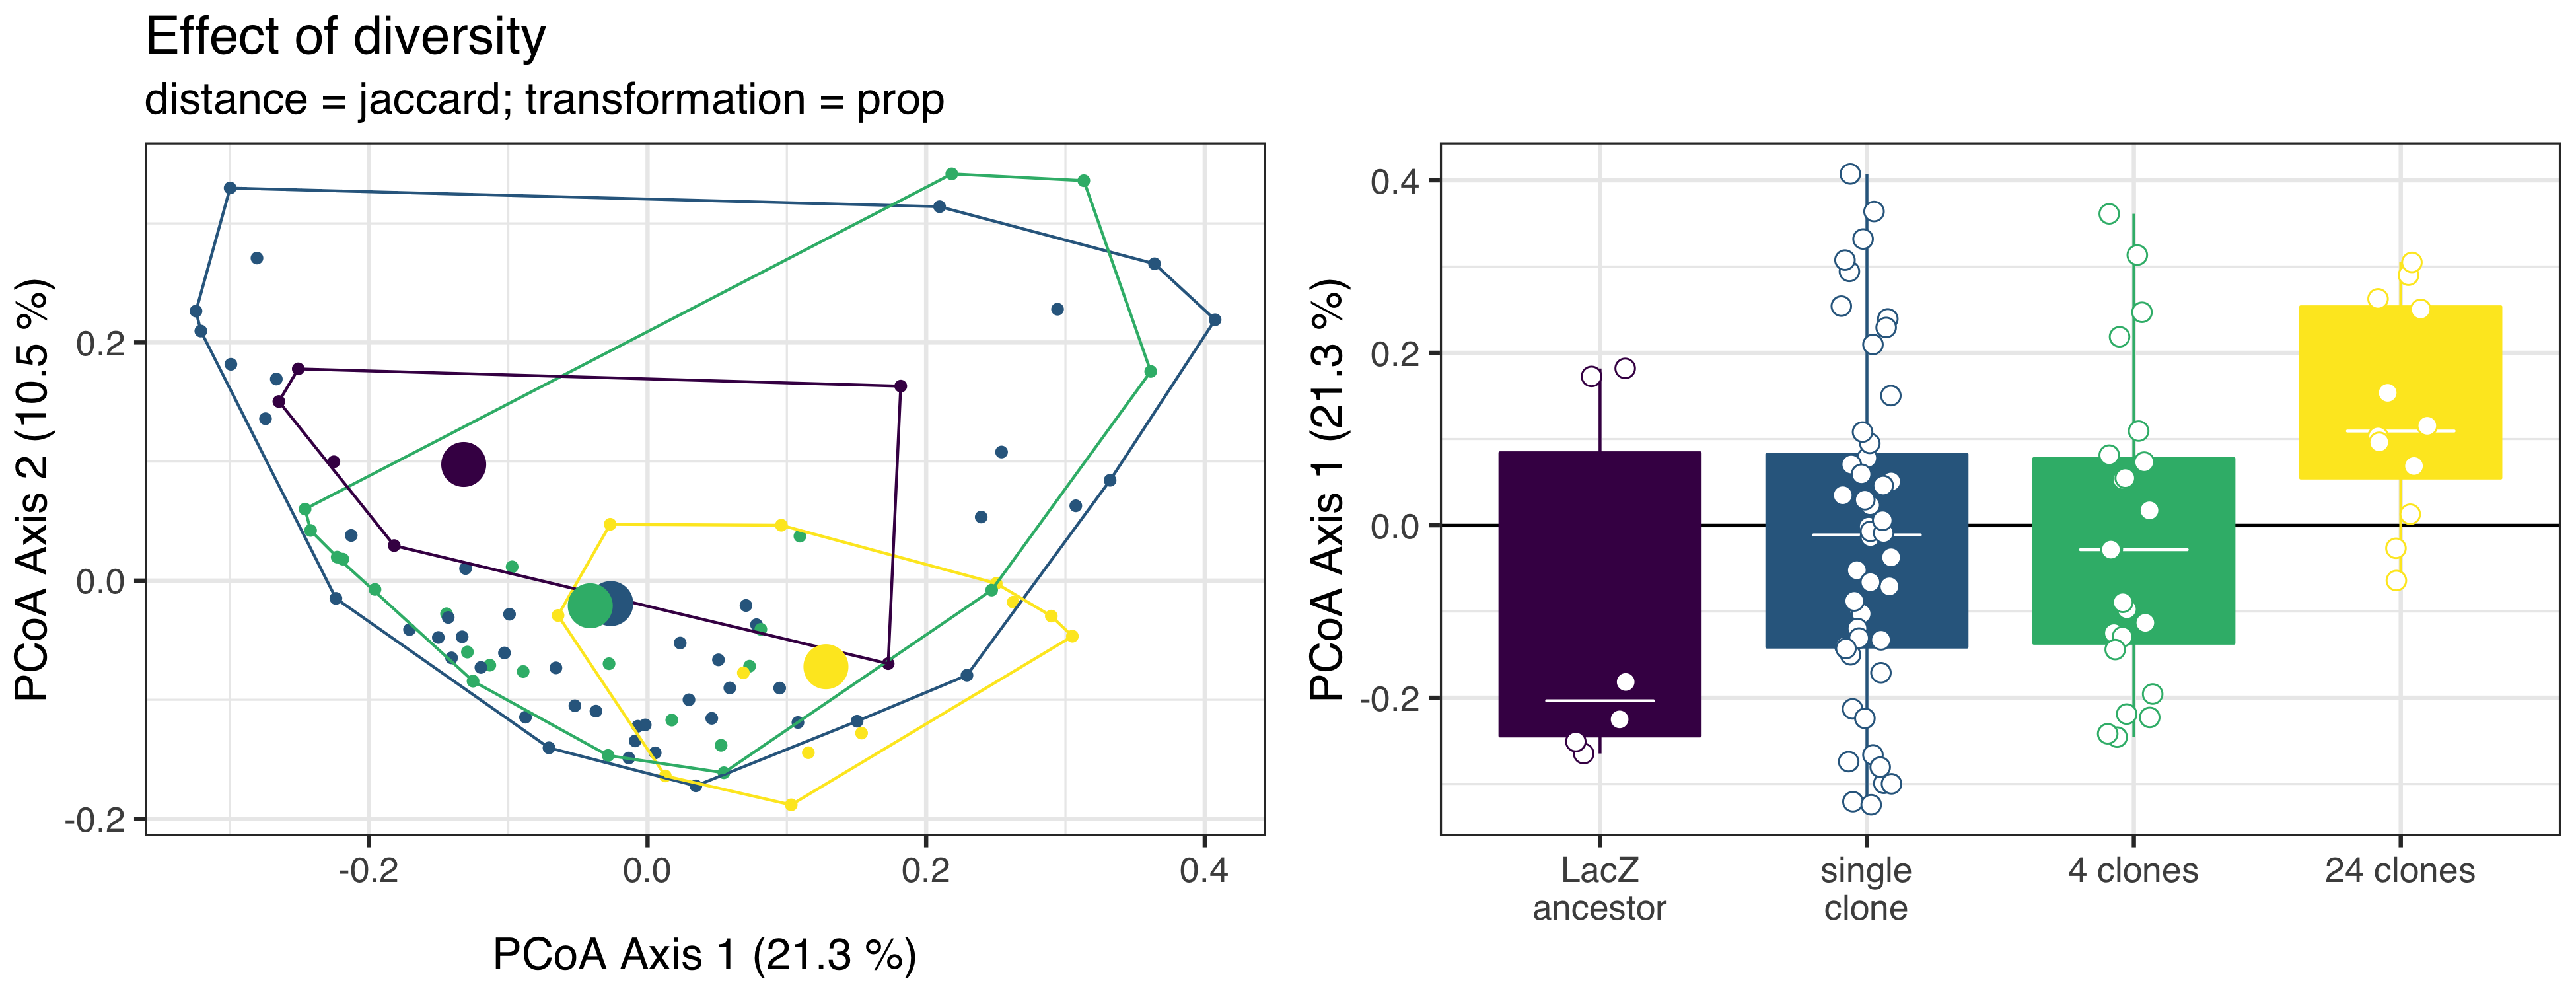 Effect of diversity
distance = jaccard; transformation = prop
PCoA Axis 2 (10.5 %)
0.2
0.0
-0.2
-0.2
0.0
0.2
0.4
PCoA Axis 1 (21.3 %)
PCoA Axis 1 (21.3 %)
0.4
0.2
0.0
-0.2
LacZ
ancestor
single
clone
4 clones
24 clones